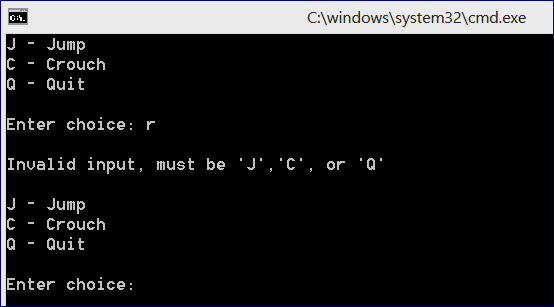 C:\windows\system32\cmd.exe
J - Jump
C - Crouch
Q - Quit
Enter choice: r
Invalid input, must be 'J','C', or 'Q'
J - Jump
C - Crouch
Q - Quit
Enter choice: